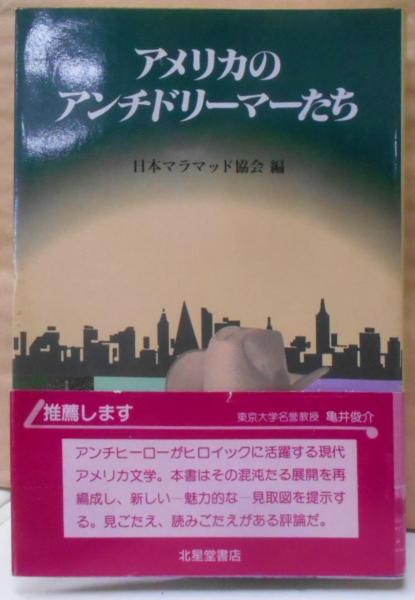 アメリカの
アンチドリーマーたち
日本マラマッド協会 編
推薦します
東京大学名誉教授 亀井俊介
アンチヒーローがヒロイックに活躍する現代
アメリカ文学。本書はその混沌たる展開を再
編成し、新しい―魅力的な―見取図を提示す
る。見ごたえ、読みごたえがある評論だ。
北星堂書店